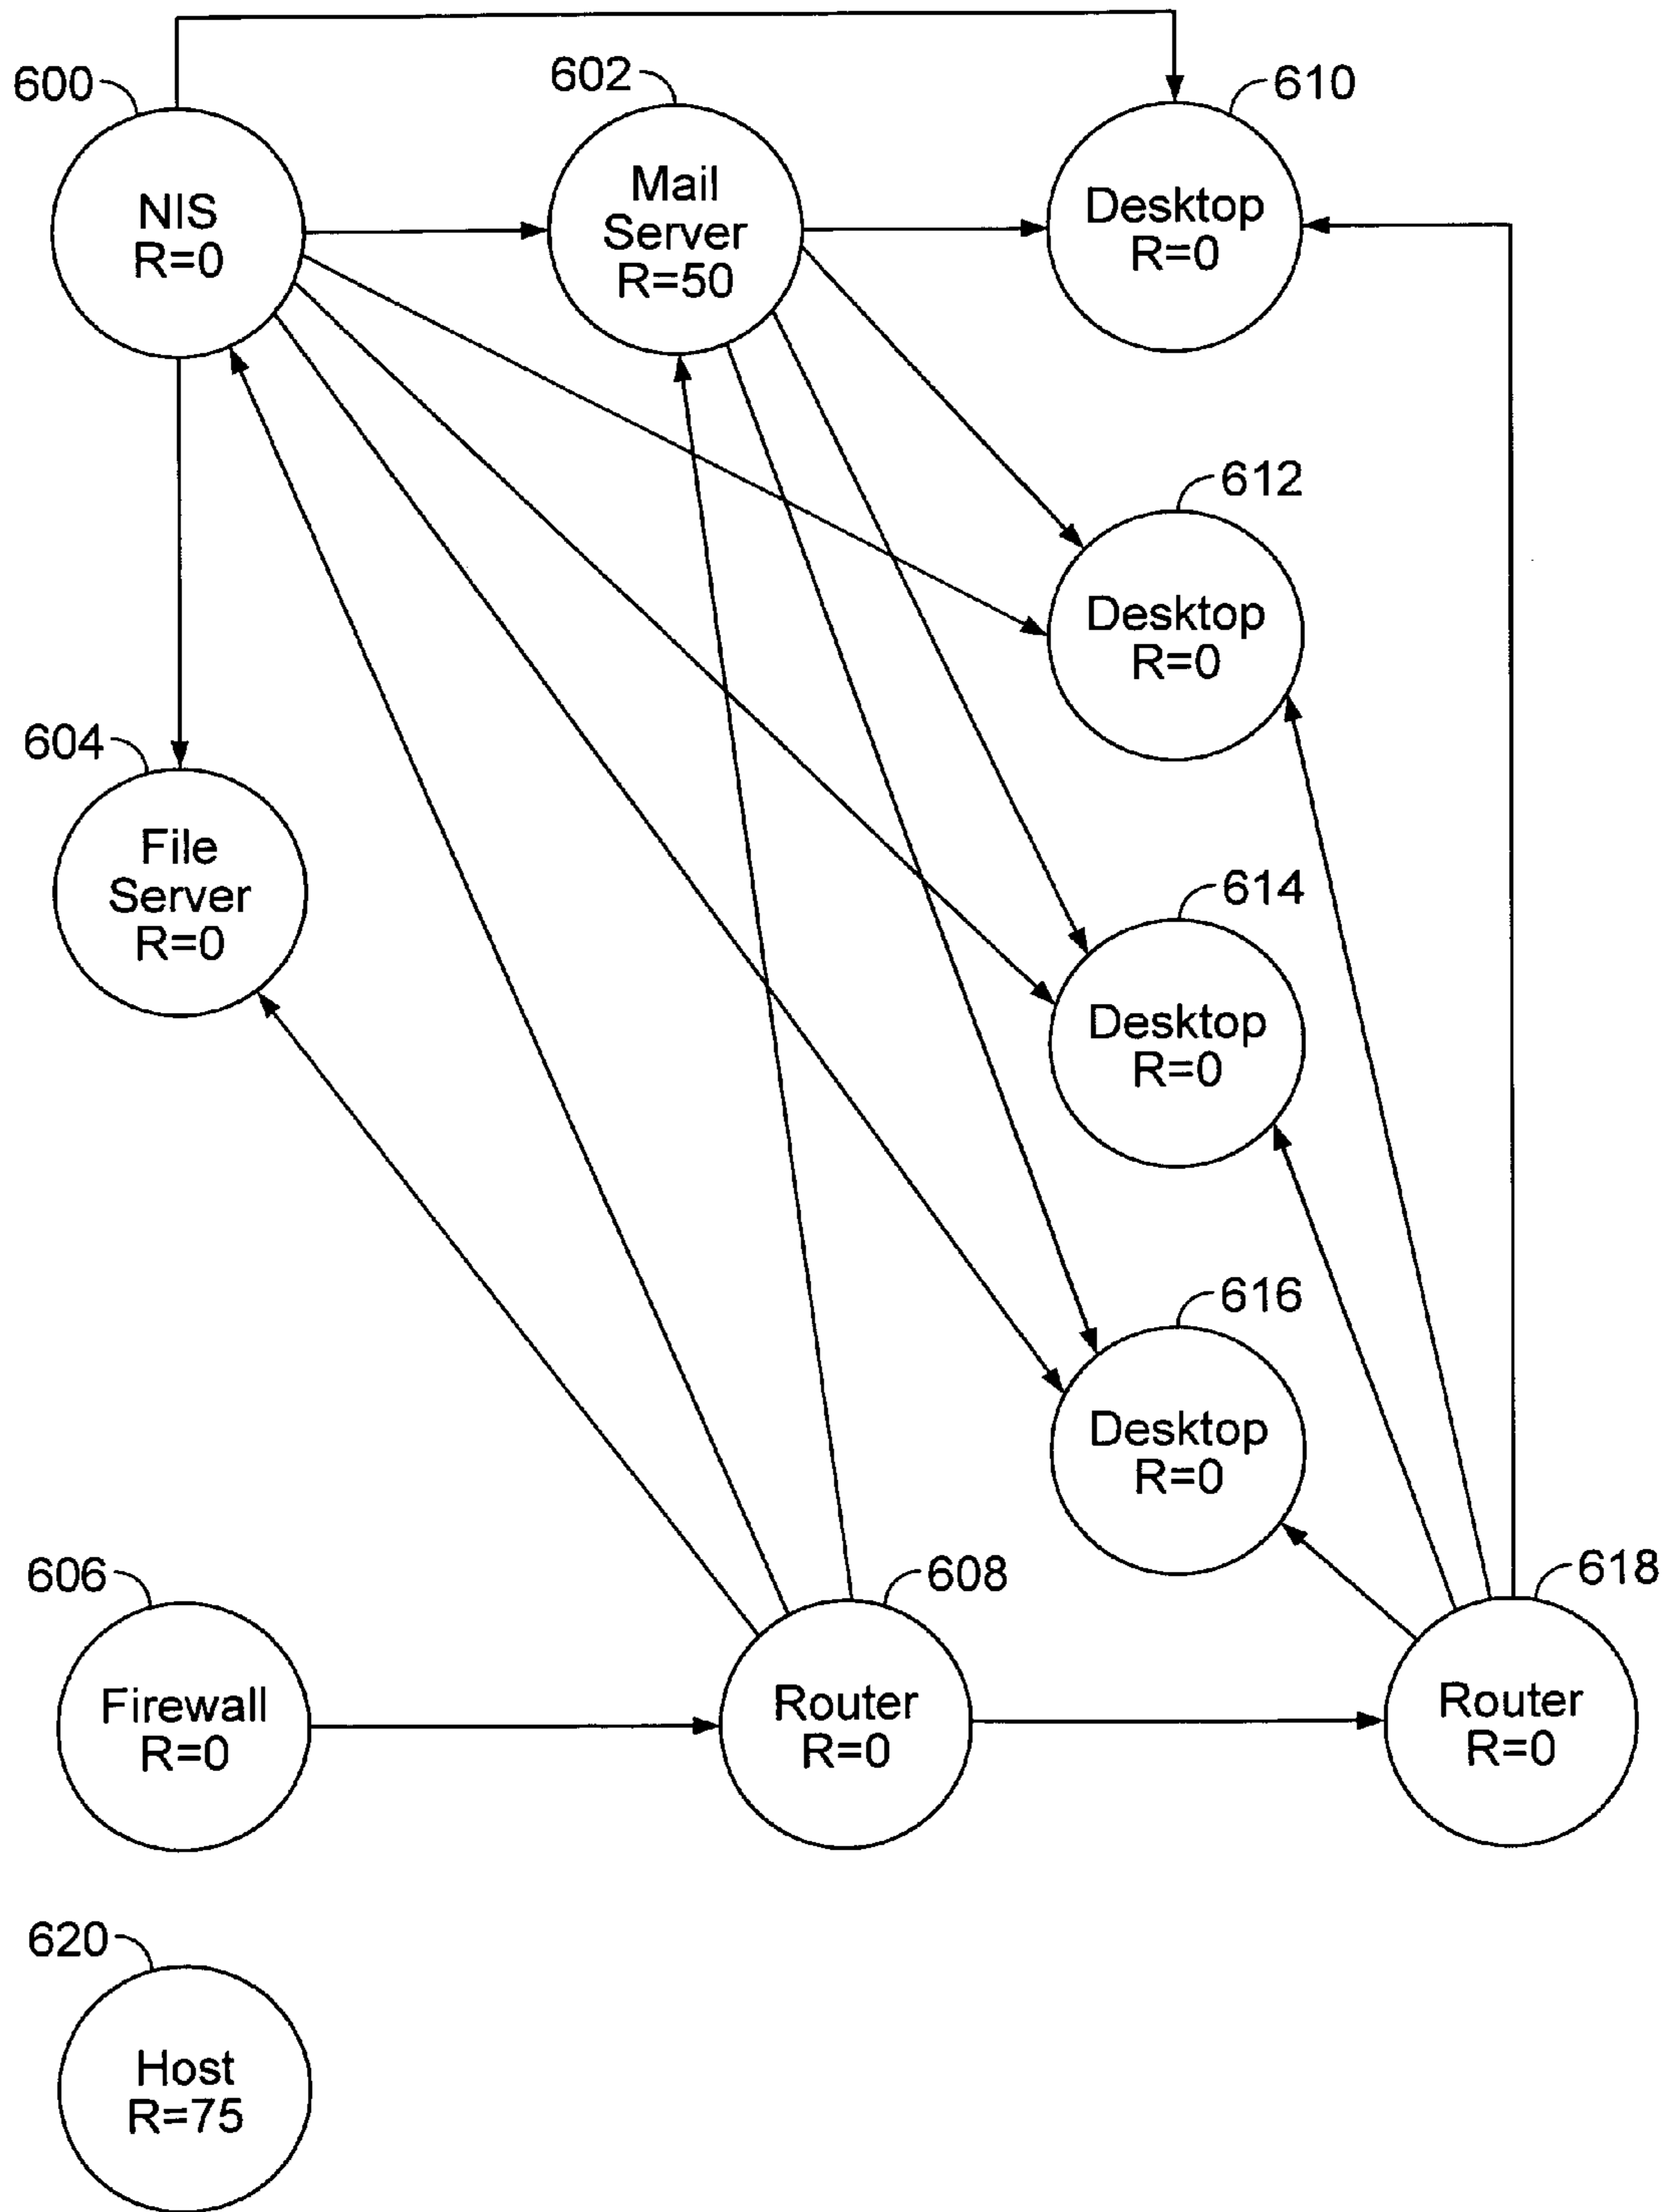 600
NIS
R=0
602
Mail
Server
R=50
610
Desktop
R=0
612
Desktop
R=0
604
File
Server
R=0
614
Desktop
R=0
616
Desktop
R=0
606
Firewall
R=0
608
Router
R=0
618
Router
R=0
620
Host
R=75